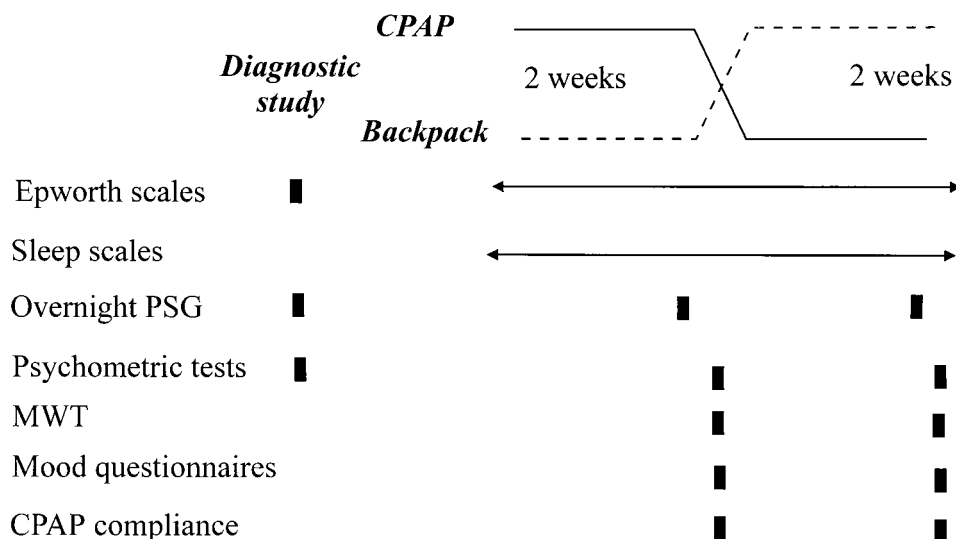 CPAP
Diagnostic
study
2 weeks
2 weeks
Backpack
Epworth scales
Sleep scales
Overnight PSG
Psychometric tests
MWT
Mood questionnaires
CPAP compliance